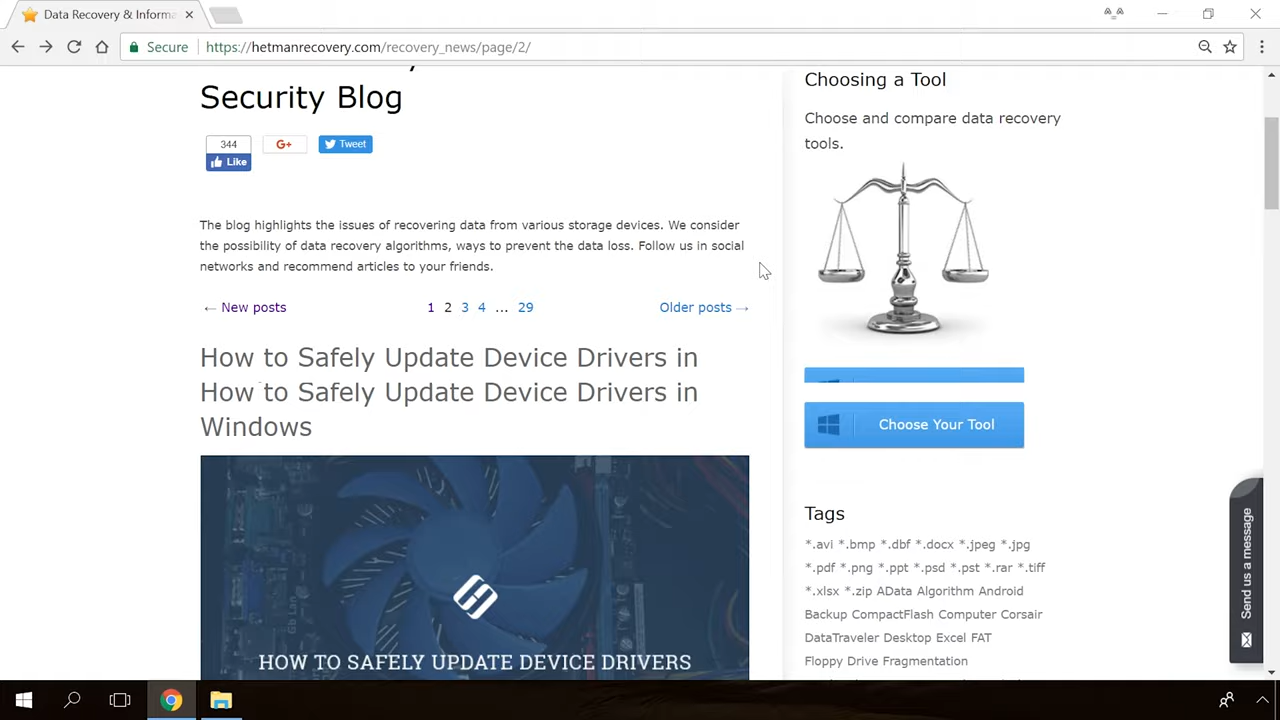 Data Recovery & Informa
Secure https://hetmanrecovery.com/recovery_news/page/2/
Security Blog
344
Like
G+
Tweet
The blog highlights the issues of recovering data from various storage devices. We consider
the possibility of data recovery algorithms, ways to prevent the data loss. Follow us in social
networks and recommend articles to your friends.
← New posts 1 2 3 4 ... 29 Older posts →
How to Safely Update Device Drivers in
How to Safely Update Device Drivers in
Windows
HOW TO SAFELY UPDATE DEVICE DRIVERS
Choosing a Tool
Choose and compare data recovery
tools.
Choose Your Tool
Tags
*.avi *.bmp *.dbf *.docx *.jpeg *.jpg
*.pdf *.png *.ppt *.psd *.pst *.rar *.tiff
*.xlsx *.zip AData Algorithm Android
Backup CompactFlash Computer Corsair
DataTraveler Desktop Excel FAT
Floppy Drive Fragmentation
Send us a message